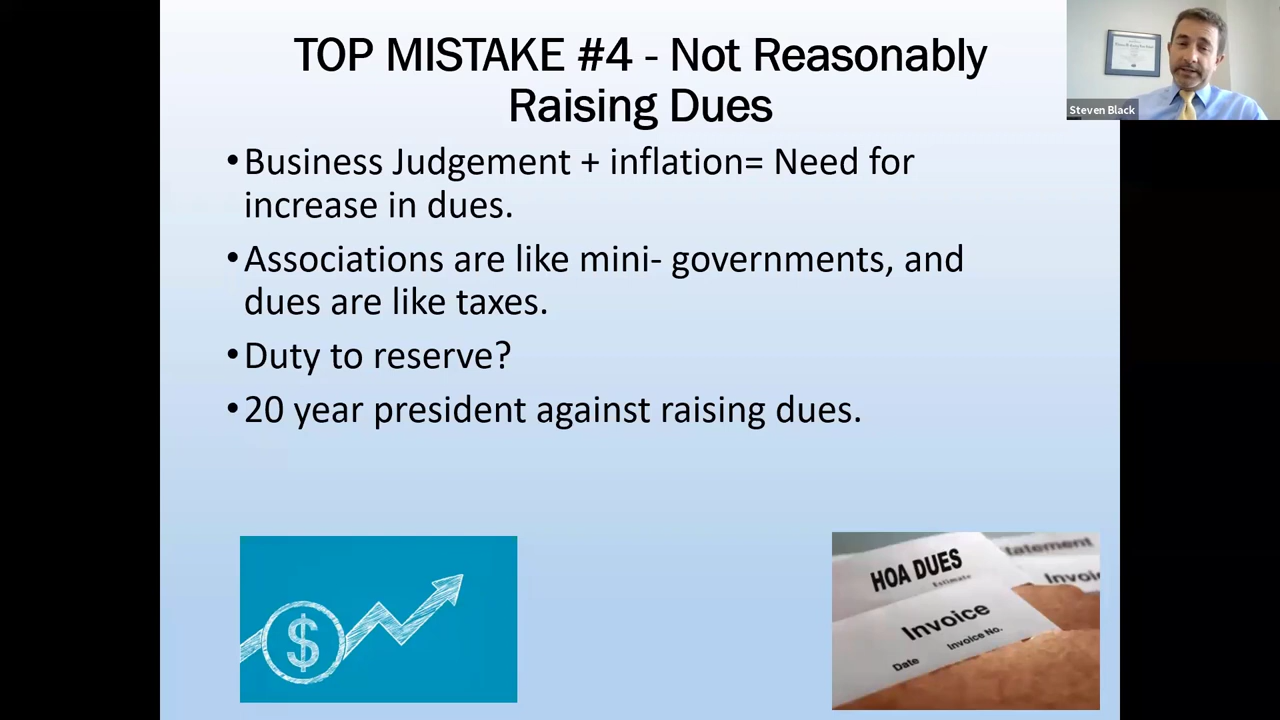 TOP MISTAKE #4 - Not Reasonably
Raising Dues
•Business Judgement + inflation= Need for
increase in dues.
•Associations are like mini- governments, and
dues are like taxes.
•Duty to reserve?
•20 year president against raising dues.
Steven Black
$
HOA DUES
Estimate
Invoice
Date
Invoice No.